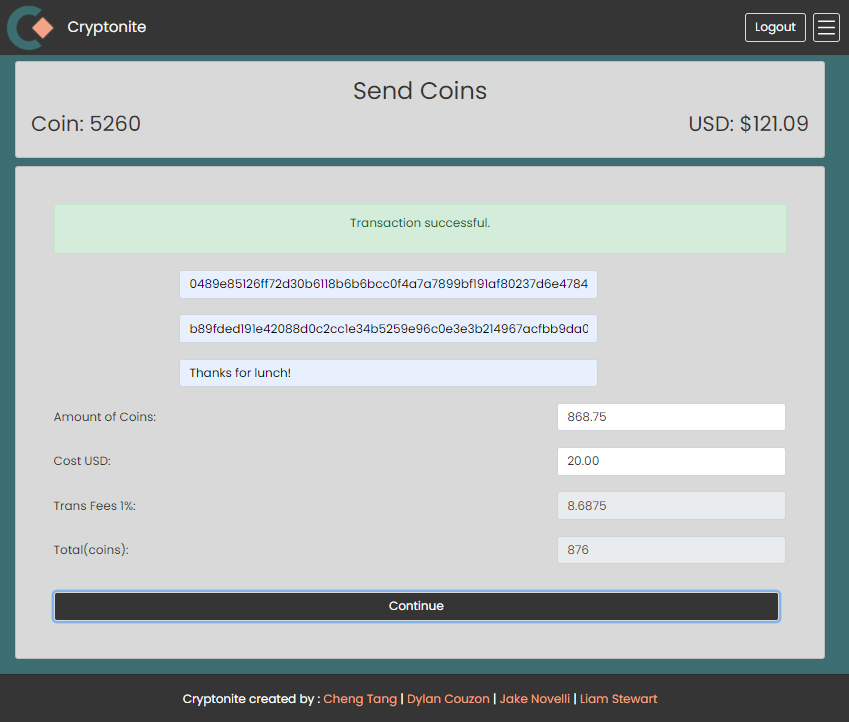 Cryptonite
Logout
Send Coins
Coin: 5260
USD: $121.09
Transaction successful.
0489e85126ff72d30b6118b6b6bcc0f4a7a7899bf191af80237d6e4784
b89fded191e42088d0c2cc1e34b5259e96c0e3e3b214967acfbb9da0
Thanks for lunch!
Amount of Coins:
868.75
Cost USD:
20.00
Trans Fees 1%:
8.6875
Total(coins):
876
Continue
Cryptonite created by : Cheng Tang | Dylan Couzon | Jake Novelli | Liam Stewart